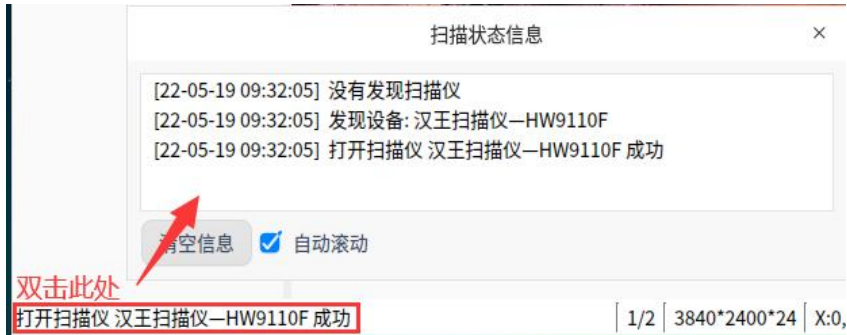 扫描状态信息 ×
[22-05-19 09:32:05] 没有发现扫描仪
[22-05-19 09:32:05] 发现设备: 汉王扫描仪—HW9110F
[22-05-19 09:32:05] 打开扫描仪 汉王扫描仪—HW9110F 成功
清空信息 自动滚动
双击此处
打开扫描仪 汉王扫描仪—HW9110F 成功 1/2 3840*2400*24 X:0,